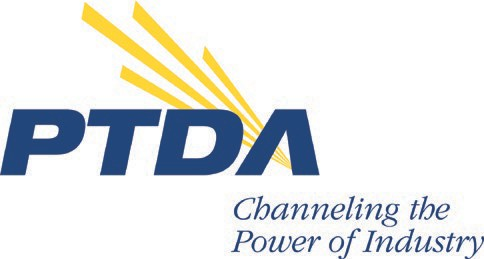 PTDA
Channeling the
Power of Industry